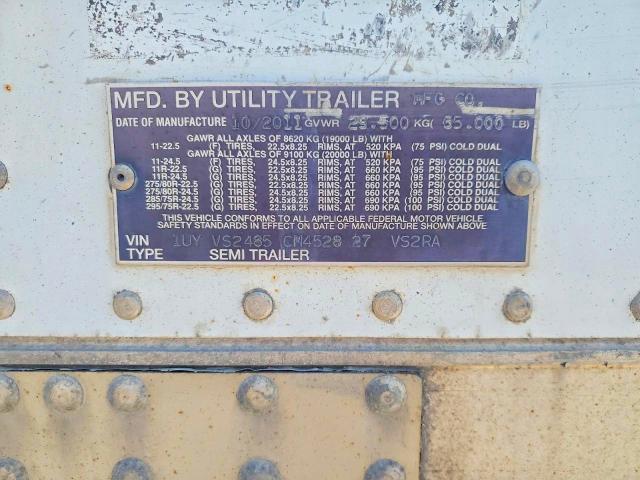 MFD. BY UTILITY TRAILER MFG CO.
DATE OF MANUFACTURE 10/2011 GVWR 29.500 KG( 65.000 LB)
GAWR ALL AXLES OF 8620 KG (19000 LB) WITH
11-22.5 (F) TIRES, 22.5x8.25 RIMS, AT 520 KPA (75 PSI) COLD DUAL
GAWR ALL AXLES OF 9100 KG (20000 LB) WITH
11-24.5 (F) TIRES, 24.5x8.25 RIMS, AT 520 KPA (75 PSI) COLD DUAL
11R-22.5 (G) TIRES, 22.5x8.25 RIMS, AT 660 KPA (95 PSI) COLD DUAL
11R-24.5 (G) TIRES, 24.5x8.25 RIMS, AT 660 KPA (95 PSI) COLD DUAL
275/80R-22.5 (G) TIRES, 22.5x8.25 RIMS, AT 660 KPA (95 PSI) COLD DUAL
275/80R-24.5 (G) TIRES, 24.5x8.25 RIMS, AT 660 KPA (95 PSI) COLD DUAL
285/75R-24.5 (G) TIRES, 24.5x8.25 RIMS, AT 690 KPA (100 PSI) COLD DUAL
295/75R-22.5 (G) TIRES, 22.5x8.25 RIMS, AT 690 KPA (100 PSI) COLD DUAL
THIS VEHICLE CONFORMS TO ALL APPLICABLE FEDERAL MOTOR VEHICLE
SAFETY STANDARDS IN EFFECT ON DATE OF MANUFACTURE SHOWN ABOVE.
VIN 1UY VS2485 CM4528 27 VS2RA
TYPE SEMI TRAILER